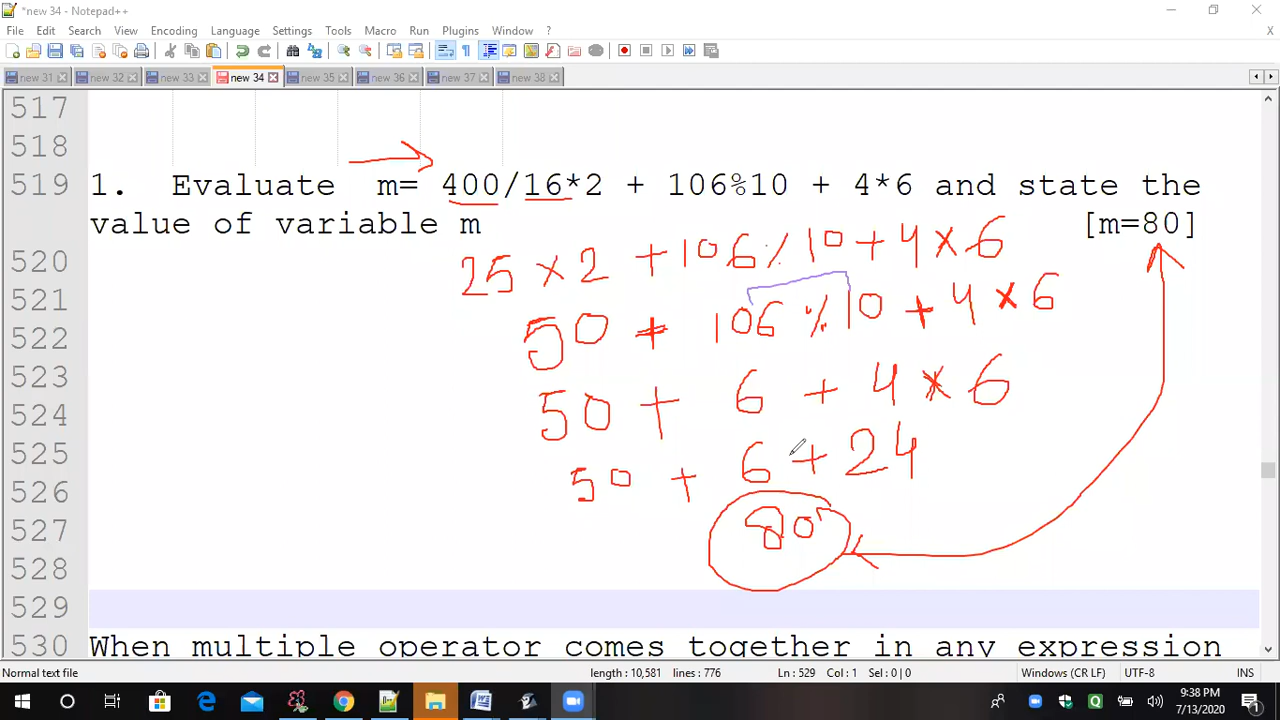 *new 34 - Notepad++
File Edit Search View Encoding Language Settings Tools Macro Run Plugins Window ? X
new 31 new 32 new 33 new 34 new 35 new 36 new 37 new 38
517
518
519 1. Evaluate m= 400/16*2 + 106%10 + 4*6 and state the
value of variable m [m=80]
520
25 × 2 + 106 % 10 + 4 × 6
521
50 + 106 % 10 + 4 × 6
522
523
50 + 6 + 4 * 6
524
525
50 + 6 + 24
526
527
80
528
529
530 When multiple operator comes together in any expression
Normal text file length : 10,581 lines : 776 Ln : 529 Col : 1 Sel : 0 | 0 Windows (CR LF) UTF-8 INS
9:38 PM
7/13/2020